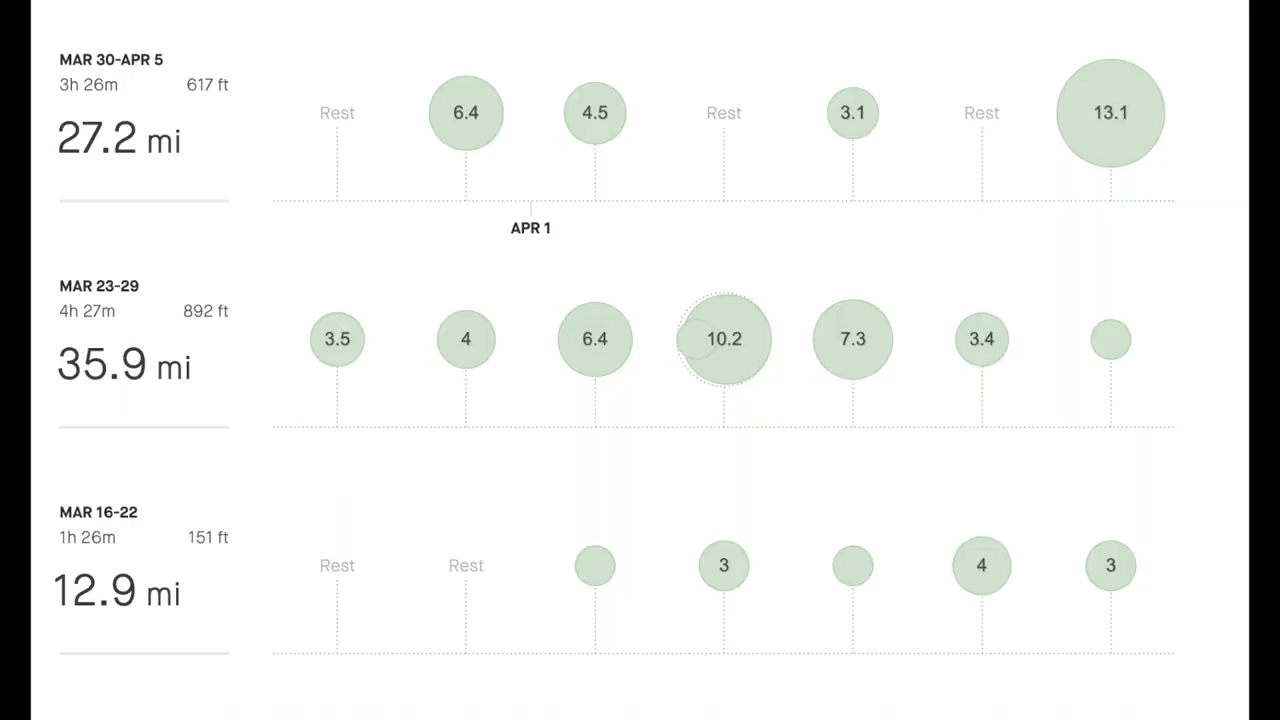 MAR 30-APR 5
3h 26m 617 ft
27.2 mi
Rest 6.4 4.5 Rest 3.1 Rest 13.1
APR 1
MAR 23-29
4h 27m 892 ft
35.9 mi
3.5 4 6.4 10.2 7.3 3.4
MAR 16-22
1h 26m 151 ft
12.9 mi
Rest Rest 3 4 3